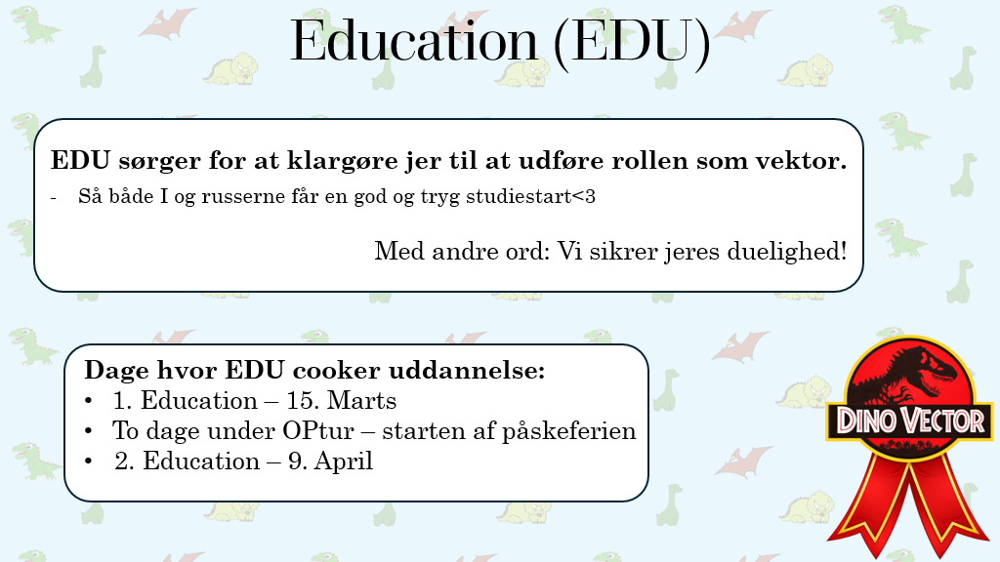 Education (EDU)
EDU sørger for at klargøre jer til at udføre rollen som vektor.
- Så både I og russerne får en god og tryg studiestart<3
Med andre ord: Vi sikrer jeres duelighed!
Dage hvor EDU cooker uddannelse:
• 1. Education – 15. Marts
• To dage under OPtur – starten af påskeferien
• 2. Education – 9. April
DINO VECTOR